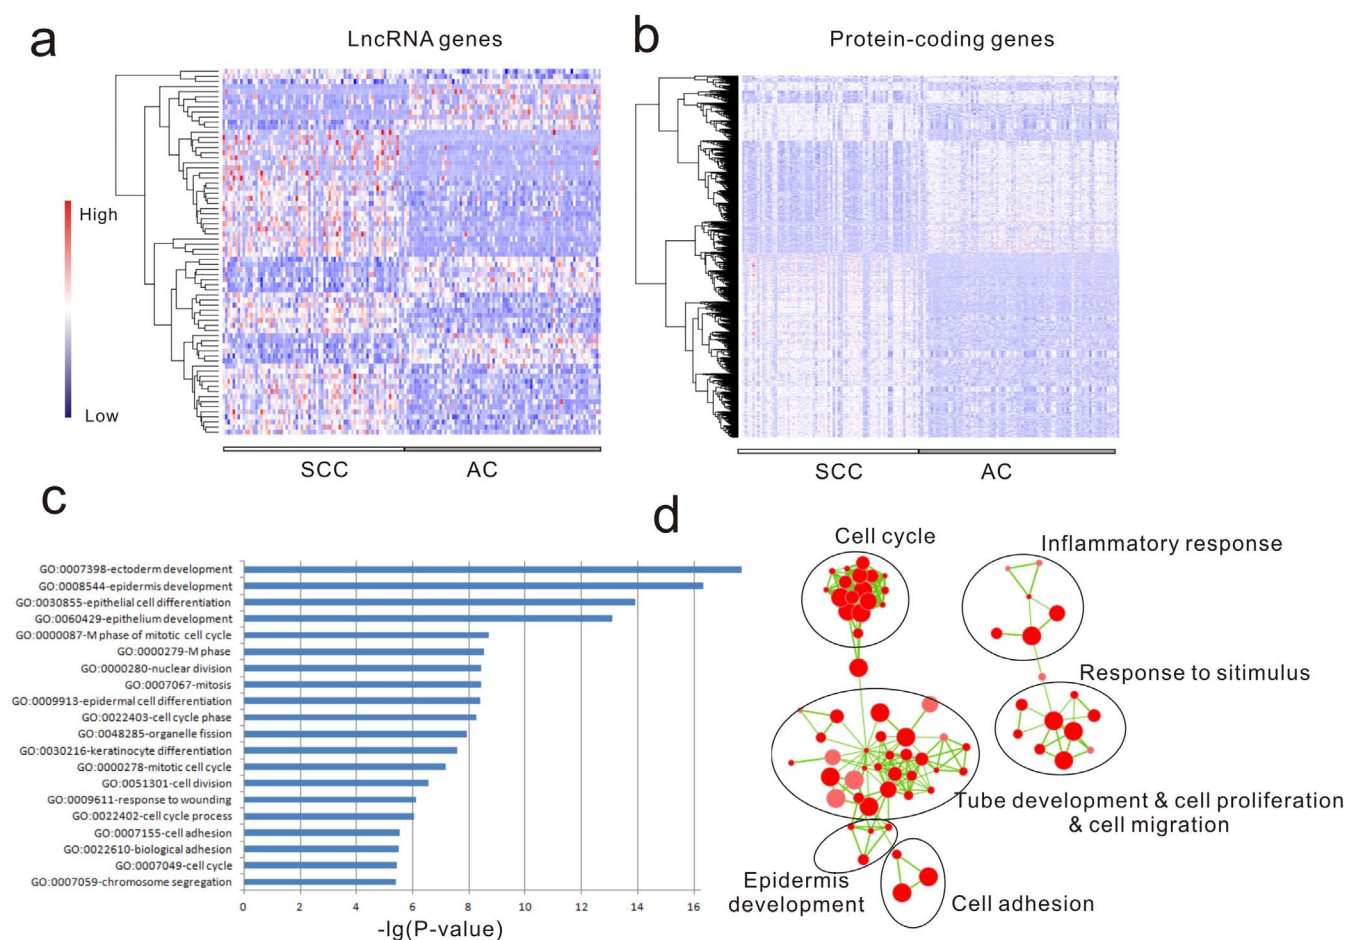 a
LncRNA genes
High
Low
SCC
AC
b
Protein-coding genes
SCC
AC
c
GO:0007398-ectoderm development
GO:0008544-epidermis development
GO:0030855-epithelial cell differentiation
GO:0060429-epithelium development
GO:0000087-M phase of mitotic cell cycle
GO:0000279-M phase
GO:0000280-nuclear division
GO:0007067-mitosis
GO:0009913-epidermal cell differentiation
GO:0022403-cell cycle phase
GO:0048285-organelle fission
GO:0030216-keratinocyte differentiation
GO:0000278-mitotic cell cycle
GO:0051301-cell division
GO:0009611-response to wounding
GO:0022402-cell cycle process
GO:0007155-cell adhesion
GO:0022610-biological adhesion
GO:0007049-cell cycle
GO:0007059-chromosome segregation
0 2 4 6 8 10 12 14 16
-lg(P-value)
d
Cell cycle
Inflammatory response
Response to sitimulus
Tube development & cell proliferation
& cell migration
Epidermis
development
Cell adhesion